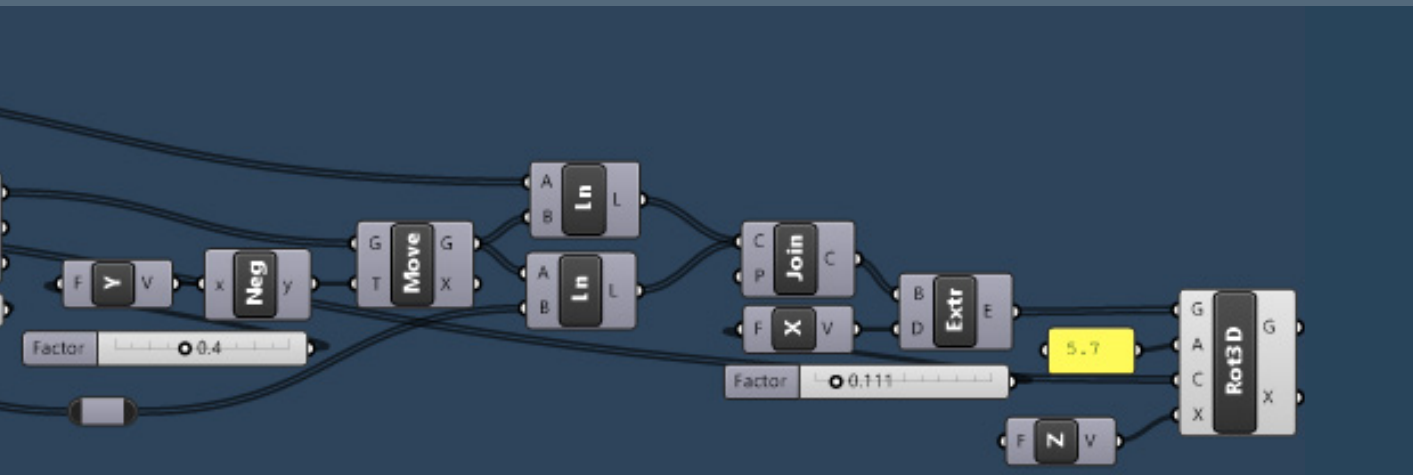 A Ln L
B
G Move G
T X
F Y V
x Neg y
A Ln L
B
C Join C
P
B Extr E
D
F X V
Factor 0.4
Factor 0.111
5.7
G Rot3D G
A
C X
X
F Z V